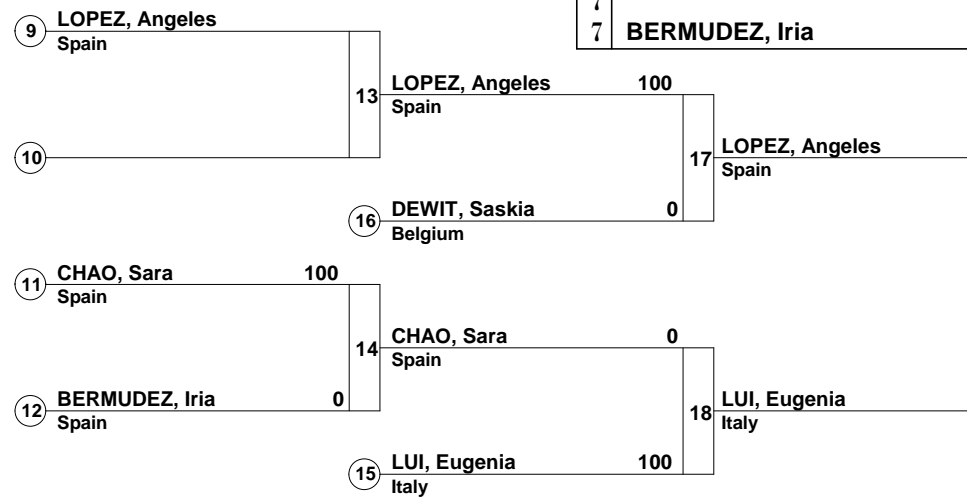 7
7 BERMUDEZ, Iria
9 LOPEZ, Angeles
Spain
13 LOPEZ, Angeles 100
Spain
10
17 LOPEZ, Angeles
Spain
16 DEWIT, Saskia 0
Belgium
11 CHAO, Sara 100
Spain
14 CHAO, Sara 0
Spain
12 BERMUDEZ, Iria 0
Spain
18 LUI, Eugenia
Italy
15 LUI, Eugenia 100
Italy